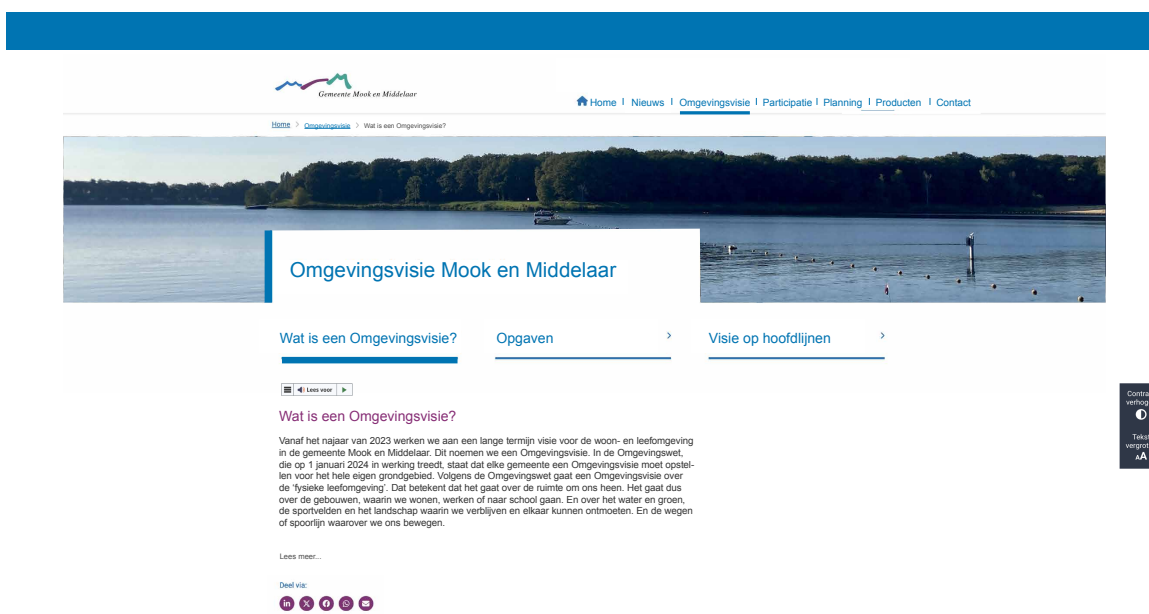 Gemeente Mook en Middelaar
Home | Nieuws | Omgevingsvisie | Participatie | Planning | Producten | Contact
Home > Omgevingsvisie > Wat is een Omgevingsvisie?
Omgevingsvisie Mook en Middelaar
Wat is een Omgevingsvisie? Opgaven > Visie op hoofdlijnen >
Lees voor
Contra
verhog
Tekst
vergrot
AA
Wat is een Omgevingsvisie?
Vanaf het najaar van 2023 werken we aan een lange termijn visie voor de woon- en leefomgeving
in de gemeente Mook en Middelaar. Dit noemen we een Omgevingsvisie. In de Omgevingswet,
die op 1 januari 2024 in werking treedt, staat dat elke gemeente een Omgevingsvisie moet opstel-
len voor het hele eigen grondgebied. Volgens de Omgevingswet gaat een Omgevingsvisie over
de ‘fysieke leefomgeving’. Dat betekent dat het gaat over de ruimte om ons heen. Het gaat dus
over de gebouwen, waarin we wonen, werken of naar school gaan. En over het water en groen,
de sportvelden en het landschap waarin we verblijven en elkaar kunnen ontmoeten. En de wegen
of spoorlijn waarover we ons bewegen.
Lees meer...
Deel via: